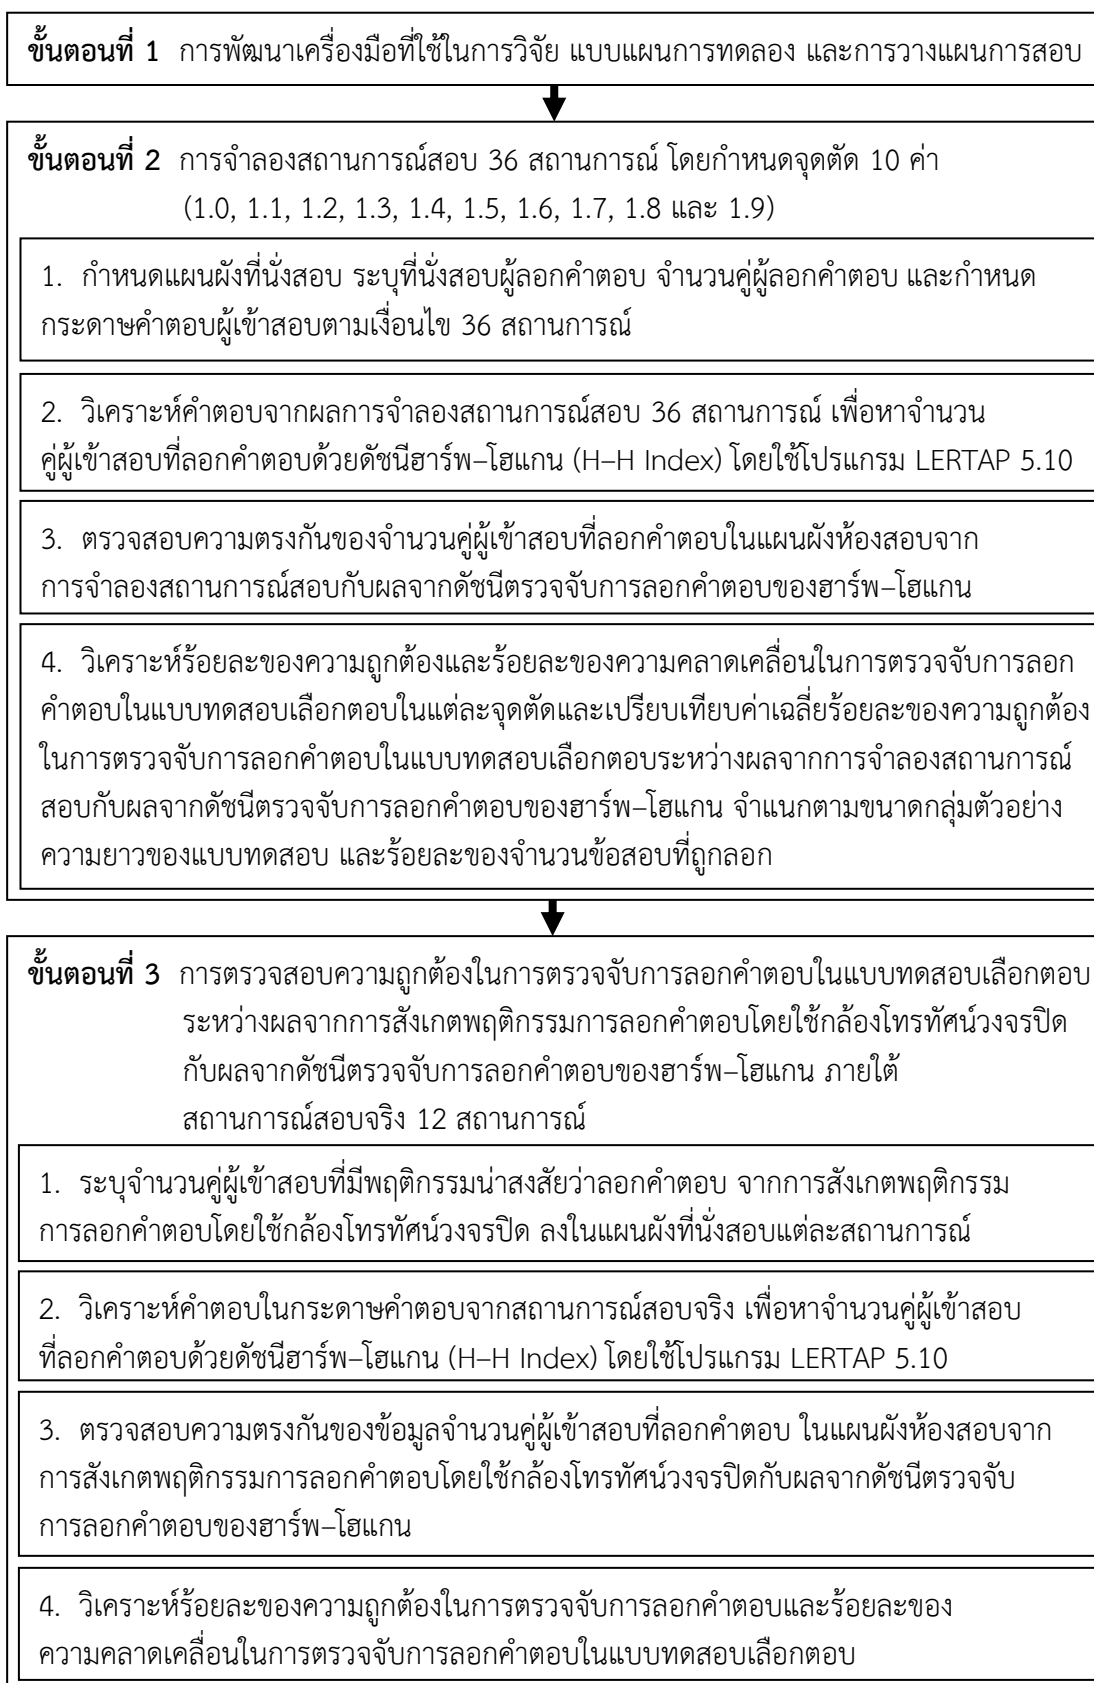 ขั้นตอนที่ 1 การพัฒนาเครื่องมือที่ใช้ในการวิจัย แบบแผนการทดลอง และการวางแผนการสอบ
ขั้นตอนที่ 2 การจำลองสถานการณ์สอบ 36 สถานการณ์ โดยกำหนดจุดตัด 10 ค่า
(1.0, 1.1, 1.2, 1.3, 1.4, 1.5, 1.6, 1.7, 1.8 และ 1.9)
1. กำหนดแผนผังที่นั่งสอบ ระบุที่นั่งสอบผู้ลอกคำตอบ จำนวนคู่ผู้ลอกคำตอบ และกำหนด
กระดาษคำตอบผู้เข้าสอบตามเงื่อนไข 36 สถานการณ์
2. วิเคราะห์คำตอบจากผลการจำลองสถานการณ์สอบ 36 สถานการณ์ เพื่อหาจำนวน
คู่ผู้เข้าสอบที่ลอกคำตอบด้วยดัชนีฮาร์พ–โฮแกน (H–H Index) โดยใช้โปรแกรม LERTAP 5.10
3. ตรวจสอบความตรงกันของจำนวนคู่ผู้เข้าสอบที่ลอกคำตอบในแผนผังห้องสอบจาก
การจำลองสถานการณ์สอบกับผลจากดัชนีตรวจจับการลอกคำตอบของฮาร์พ–โฮแกน
4. วิเคราะห์ร้อยละของความถูกต้องและร้อยละของความคลาดเคลื่อนในการตรวจจับการลอก
คำตอบในแบบทดสอบเลือกตอบในแต่ละจุดตัดและเปรียบเทียบค่าเฉลี่ยร้อยละของความถูกต้อง
ในการตรวจจับการลอกคำตอบในแบบทดสอบเลือกตอบระหว่างผลจากการจำลองสถานการณ์
สอบกับผลจากดัชนีตรวจจับการลอกคำตอบของฮาร์พ–โฮแกน จำแนกตามขนาดกลุ่มตัวอย่าง
ความยาวของแบบทดสอบ และร้อยละของจำนวนข้อสอบที่ถูกลอก
ขั้นตอนที่ 3 การตรวจสอบความถูกต้องในการตรวจจับการลอกคำตอบในแบบทดสอบเลือกตอบ
ระหว่างผลจากการสังเกตพฤติกรรมการลอกคำตอบโดยใช้กล้องโทรทัศน์วงจรปิด
กับผลจากดัชนีตรวจจับการลอกคำตอบของฮาร์พ–โฮแกน ภายใต้
สถานการณ์สอบจริง 12 สถานการณ์
1. ระบุจำนวนคู่ผู้เข้าสอบที่มีพฤติกรรมน่าสงสัยว่าลอกคำตอบ จากการสังเกตพฤติกรรม
การลอกคำตอบโดยใช้กล้องโทรทัศน์วงจรปิด ลงในแผนผังที่นั่งสอบแต่ละสถานการณ์
2. วิเคราะห์คำตอบในกระดาษคำตอบจากสถานการณ์สอบจริง เพื่อหาจำนวนคู่ผู้เข้าสอบ
ที่ลอกคำตอบด้วยดัชนีฮาร์พ–โฮแกน (H–H Index) โดยใช้โปรแกรม LERTAP 5.10
3. ตรวจสอบความตรงกันของข้อมูลจำนวนคู่ผู้เข้าสอบที่ลอกคำตอบ ในแผนผังห้องสอบจาก
การสังเกตพฤติกรรมการลอกคำตอบโดยใช้กล้องโทรทัศน์วงจรปิดกับผลจากดัชนีตรวจจับ
การลอกคำตอบของฮาร์พ–โฮแกน
4. วิเคราะห์ร้อยละของความถูกต้องในการตรวจจับการลอกคำตอบและร้อยละของ
ความคลาดเคลื่อนในการตรวจจับการลอกคำตอบในแบบทดสอบเลือกตอบ